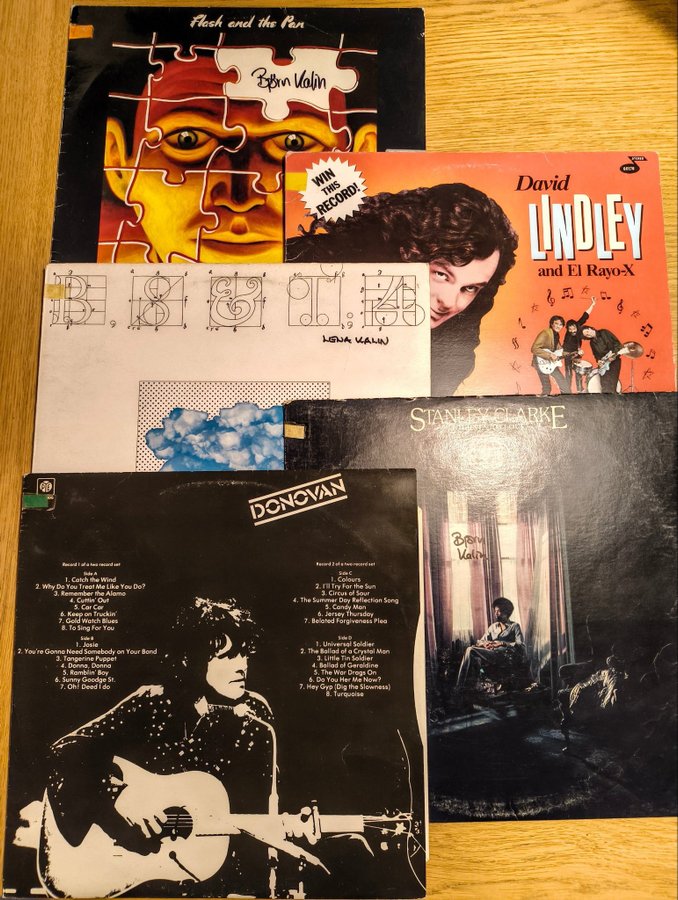 Flash and the Pan
Bjørn Kalin
WIN
THIS
RECORD!
STEREO
David
LINDLEY
and El Rayo-X
B, S & T; 4
LENA KALIN
STANLEY CLARKE
Bjørn
Kalin
PYE
DONOVAN
Record 1 of a two record set
Side A
1. Catch the Wind
2. Why Do You Treat Me Like You Do?
3. Remember the Alamo
4. Cuttin' Out
5. Car Car
6. Keep on Truckin'
7. Gold Watch Blues
8. To Sing For You
Side B
1. Josie
2. You're Gonna Need Somebody on Your Bond
3. Tangerine Puppet
4. Donna, Donna
5. Ramblin' Boy
6. Sunny Goodge St.
7. Oh! Deed I do
Record 2 of a two record set
Side C
1. Colours
2. I'll Try For the Sun
3. Circus of Sour
4. The Summer Day Reflection Song
5. Candy Man
6. Jersey Thursday
7. Belated Forgiveness Plea
Side D
1. Universal Soldier
2. The Ballad of a Crystal Man
3. Little Tin Soldier
4. Ballad of Geraldine
5. The War Drags On
6. Do You Her Me Now?
7. Hey Gyp (Dig the Slowness)
8. Turquoise